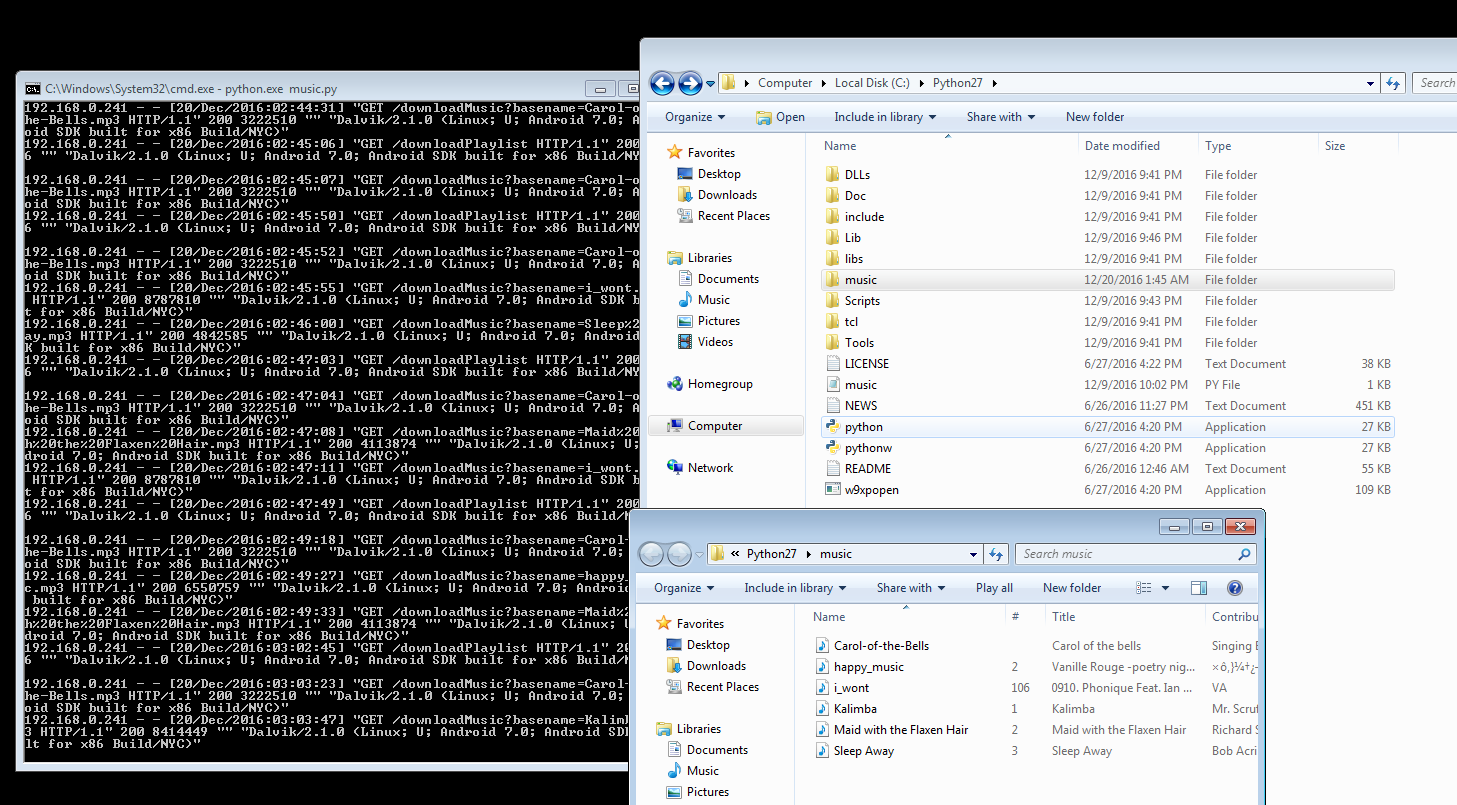 C:\Windows\System32\cmd.exe - python.exe music.py
192.168.0.241 - - [20/Dec/2016:02:44:31] "GET /downloadMusic?basename=Carol-o
he-Bells.mp3 HTTP/1.1" 200 3222510 "" "Dalvik/2.1.0 (Linux; U; Android 7.0; A
oid SDK built for x86 Build/NYC)"
192.168.0.241 - - [20/Dec/2016:02:45:06] "GET /downloadPlaylist HTTP/1.1" 200
6 "" "Dalvik/2.1.0 (Linux; U; Android 7.0; Android SDK built for x86 Build/NY
192.168.0.241 - - [20/Dec/2016:02:45:07] "GET /downloadMusic?basename=Carol-o
he-Bells.mp3 HTTP/1.1" 200 3222510 "" "Dalvik/2.1.0 (Linux; U; Android 7.0; A
oid SDK built for x86 Build/NYC)"
192.168.0.241 - - [20/Dec/2016:02:45:50] "GET /downloadPlaylist HTTP/1.1" 200
6 "" "Dalvik/2.1.0 (Linux; U; Android 7.0; Android SDK built for x86 Build/NY
192.168.0.241 - - [20/Dec/2016:02:45:52] "GET /downloadMusic?basename=Carol-o
he-Bells.mp3 HTTP/1.1" 200 3222510 "" "Dalvik/2.1.0 (Linux; U; Android 7.0; A
oid SDK built for x86 Build/NYC)"
192.168.0.241 - - [20/Dec/2016:02:45:55] "GET /downloadMusic?basename=i_wont.
HTTP/1.1" 200 8787810 "" "Dalvik/2.1.0 (Linux; U; Android 7.0; Android SDK b
t for x86 Build/NYC)"
192.168.0.241 - - [20/Dec/2016:02:46:00] "GET /downloadMusic?basename=Sleep%2
ay.mp3 HTTP/1.1" 200 4842585 "" "Dalvik/2.1.0 (Linux; U; Android 7.0; Android
K built for x86 Build/NYC)"
192.168.0.241 - - [20/Dec/2016:02:47:03] "GET /downloadPlaylist HTTP/1.1" 200
6 "" "Dalvik/2.1.0 (Linux; U; Android 7.0; Android SDK built for x86 Build/NY
192.168.0.241 - - [20/Dec/2016:02:47:04] "GET /downloadMusic?basename=Carol-o
he-Bells.mp3 HTTP/1.1" 200 3222510 "" "Dalvik/2.1.0 (Linux; U; Android 7.0; A
oid SDK built for x86 Build/NYC)"
192.168.0.241 - - [20/Dec/2016:02:47:08] "GET /downloadMusic?basename=Maid%20
h%20the%20Flaxen%20Hair.mp3 HTTP/1.1" 200 4113874 "" "Dalvik/2.1.0 (Linux; U;
droid 7.0; Android SDK built for x86 Build/NYC)"
192.168.0.241 - - [20/Dec/2016:02:47:11] "GET /downloadMusic?basename=i_wont.
HTTP/1.1" 200 8787810 "" "Dalvik/2.1.0 (Linux; U; Android 7.0; Android SDK b
t for x86 Build/NYC)"
192.168.0.241 - - [20/Dec/2016:02:47:49] "GET /downloadPlaylist HTTP/1.1" 200
6 "" "Dalvik/2.1.0 (Linux; U; Android 7.0; Android SDK built for x86 Build/N
192.168.0.241 - - [20/Dec/2016:02:49:18] "GET /downloadMusic?basename=Carol-
he-Bells.mp3 HTTP/1.1" 200 3222510 "" "Dalvik/2.1.0 (Linux; U; Android 7.0;
oid SDK built for x86 Build/NYC)"
192.168.0.241 - - [20/Dec/2016:02:49:27] "GET /downloadMusic?basename=happy_
c.mp3 HTTP/1.1" 200 6550759 "" "Dalvik/2.1.0 (Linux; U; Android 7.0; Androi
built for x86 Build/NYC)"
192.168.0.241 - - [20/Dec/2016:02:49:33] "GET /downloadMusic?basename=Maid%2
h%20the%20Flaxen%20Hair.mp3 HTTP/1.1" 200 4113874 "" "Dalvik/2.1.0 (Linux; U
droid 7.0; Android SDK built for x86 Build/NYC)"
192.168.0.241 - - [20/Dec/2016:03:02:45] "GET /downloadPlaylist HTTP/1.1" 20
6 "" "Dalvik/2.1.0 (Linux; U; Android 7.0; Android SDK built for x86 Build/N
192.168.0.241 - - [20/Dec/2016:03:03:23] "GET /downloadMusic?basename=Carol-
he-Bells.mp3 HTTP/1.1" 200 3222510 "" "Dalvik/2.1.0 (Linux; U; Android 7.0;
oid SDK built for x86 Build/NYC)"
192.168.0.241 - - [20/Dec/2016:03:03:47] "GET /downloadMusic?basename=Kalim
3 HTTP/1.1" 200 8414449 "" "Dalvik/2.1.0 (Linux; U; Android 7.0; Android SD
lt for x86 Build/NYC)"
Computer Local Disk (C:) Python27 Search
Organize Open Include in library Share with New folder
Favorites
Desktop
Downloads
Recent Places
Libraries
Documents
Music
Pictures
Videos
Homegroup
Computer
Network
Name Date modified Type Size
DLLs 12/9/2016 9:41 PM File folder
Doc 12/9/2016 9:41 PM File folder
include 12/9/2016 9:41 PM File folder
Lib 12/9/2016 9:46 PM File folder
libs 12/9/2016 9:41 PM File folder
music 12/20/2016 1:45 AM File folder
Scripts 12/9/2016 9:43 PM File folder
tcl 12/9/2016 9:41 PM File folder
Tools 12/9/2016 9:41 PM File folder
LICENSE 6/27/2016 4:22 PM Text Document 38 KB
music 12/9/2016 10:02 PM PY File 1 KB
NEWS 6/26/2016 11:27 PM Text Document 451 KB
python 6/27/2016 4:20 PM Application 27 KB
pythonw 6/27/2016 4:20 PM Application 27 KB
README 6/26/2016 12:46 AM Text Document 55 KB
w9xpopen 6/27/2016 4:20 PM Application 109 KB
« Python27 music Search music
Organize Include in library Share with Play all New folder
Favorites
Desktop
Downloads
Recent Places
Libraries
Documents
Music
Pictures
Name # Title Contribu
Carol-of-the-Bells Carol of the bells Singing
happy_music 2 Vanille Rouge -poetry nig...
i_wont 106 0910. Phonique Feat. Ian ... VA
Kalimba 1 Kalimba Mr. Scru
Maid with the Flaxen Hair 2 Maid with the Flaxen Hair Richard
Sleep Away 3 Sleep Away Bob Acri